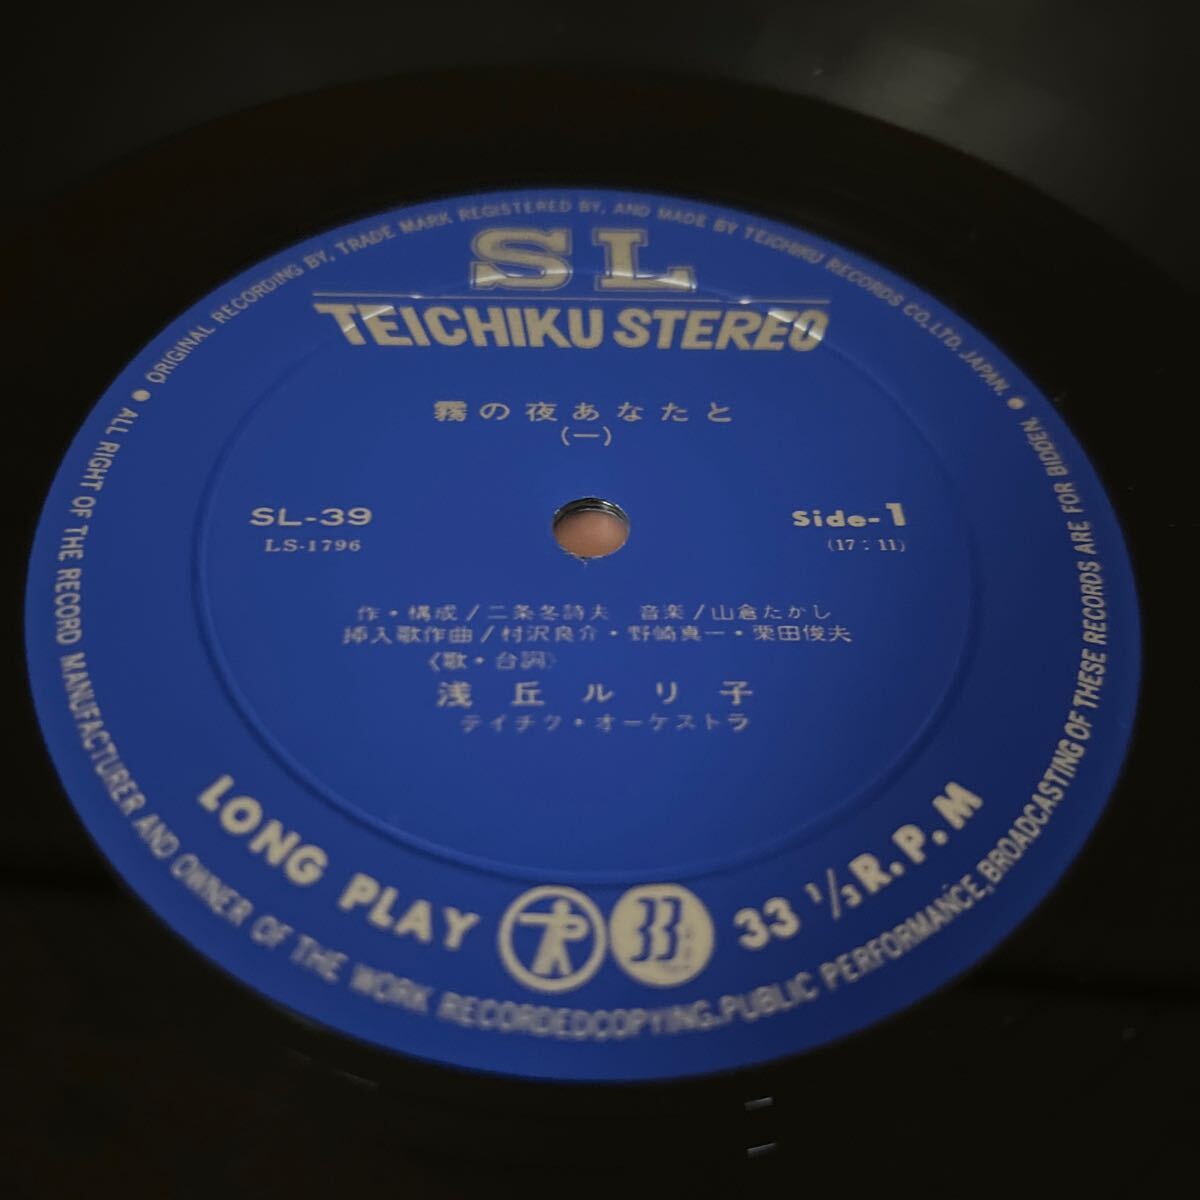 ORIGINAL RECORDING BY, TRADE MARK REGISTERED BY, AND MADE BY TEICHIKU RECORDS CO,LTD, JAPAN.
SL
TEICHIKU STEREO
霧の夜あなたと
(一)
SL-39
LS-1796
Side-1
(17:11)
作・構成/二条冬詩夫 音楽/山倉たかし
挿入歌作曲/村沢良介・野崎真一・栗田俊夫
〈歌・台詞〉
浅丘ルリ子
テイチク・オーケストラ
LONG PLAY
33
33 1/3 R.P.M
ALL RIGHT OF THE RECORD MANUFACTURER AND OWNER OF THE WORK RECORDEDCOPYING,PUBLIC PERFORMANCE,BROADCASTING OF THESE RECORDS ARE FOR BIDDEN.